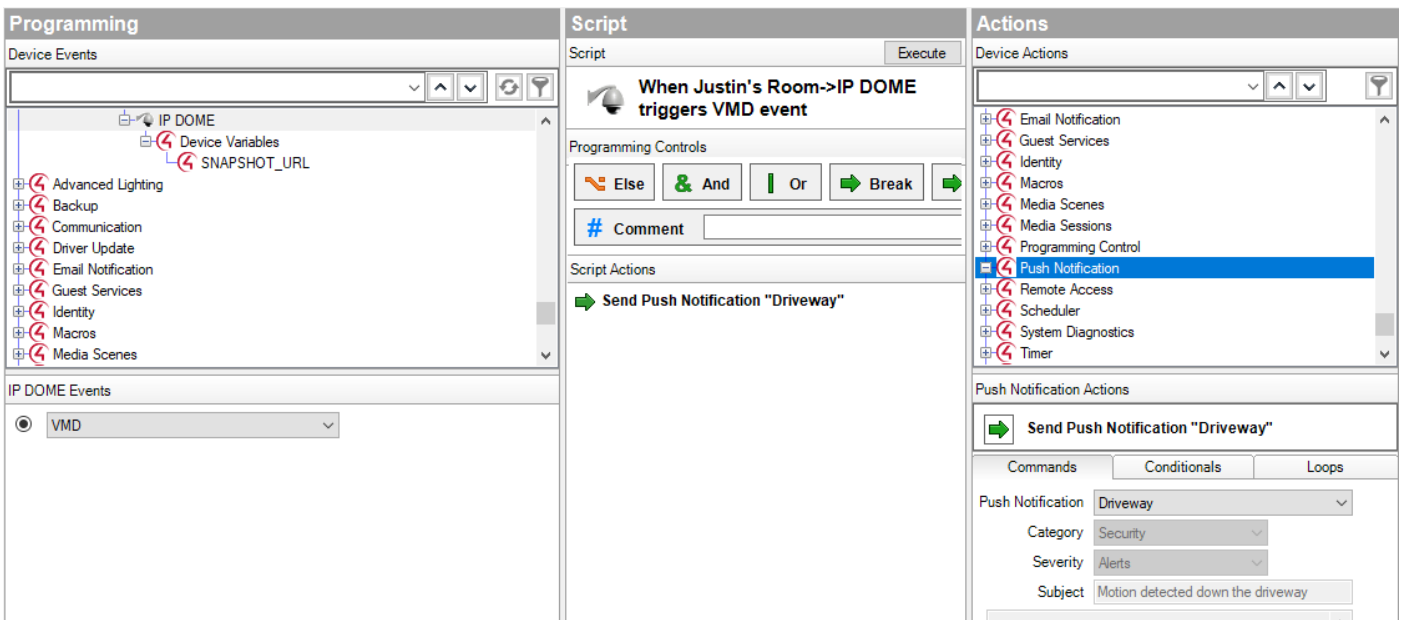 Programming
Device Events
IP DOME
Device Variables
SNAPSHOT_URL
Advanced Lighting
Backup
Communication
Driver Update
Email Notification
Guest Services
Identity
Macros
Media Scenes
IP DOME Events
VMD
Script
Script
Execute
When Justin's Room->IP DOME
triggers VMD event
Programming Controls
Else
& And
Or
Break
# Comment
Script Actions
Send Push Notification "Driveway"
Actions
Device Actions
Email Notification
Guest Services
Identity
Macros
Media Scenes
Media Sessions
Programming Control
Push Notification
Remote Access
Scheduler
System Diagnostics
Timer
Push Notification Actions
Send Push Notification "Driveway"
Commands Conditionals Loops
Push Notification Driveway
Category Security
Severity Alerts
Subject Motion detected down the driveway